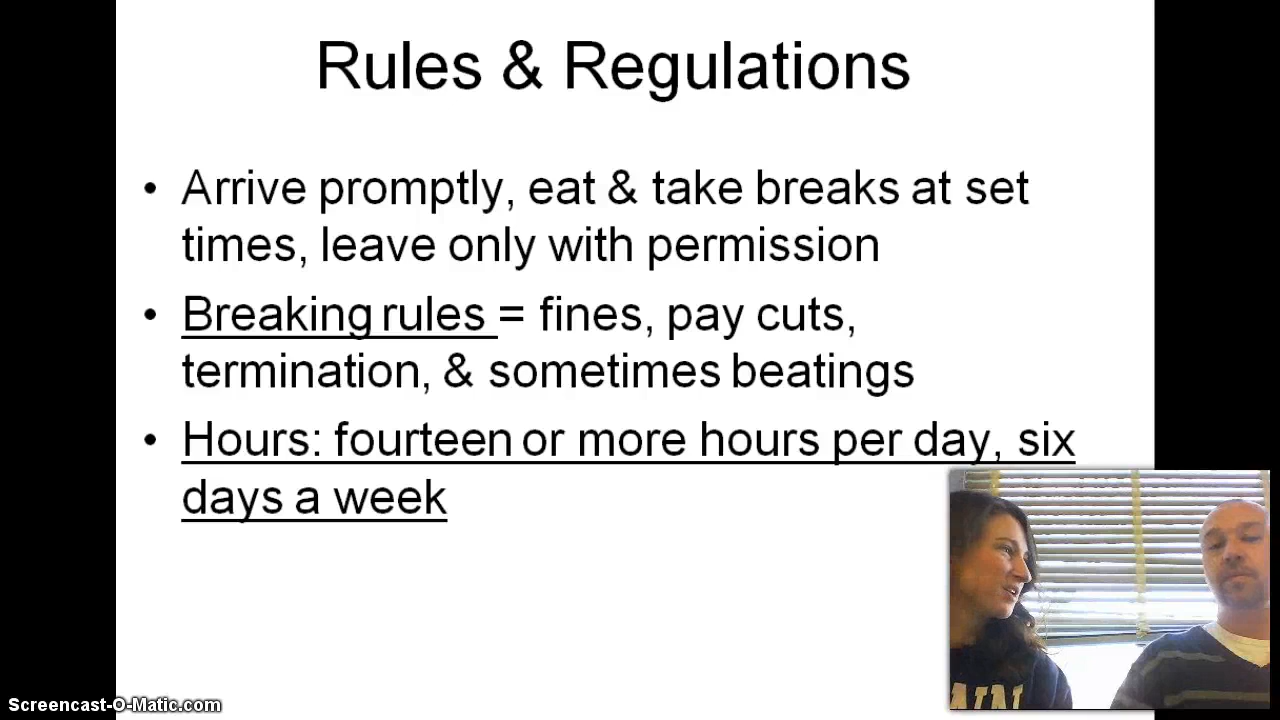 Rules & Regulations
• Arrive promptly, eat & take breaks at set
times, leave only with permission
• Breaking rules = fines, pay cuts,
termination, & sometimes beatings
• Hours: fourteen or more hours per day, six
days a week
Screencast-O-Matic.com